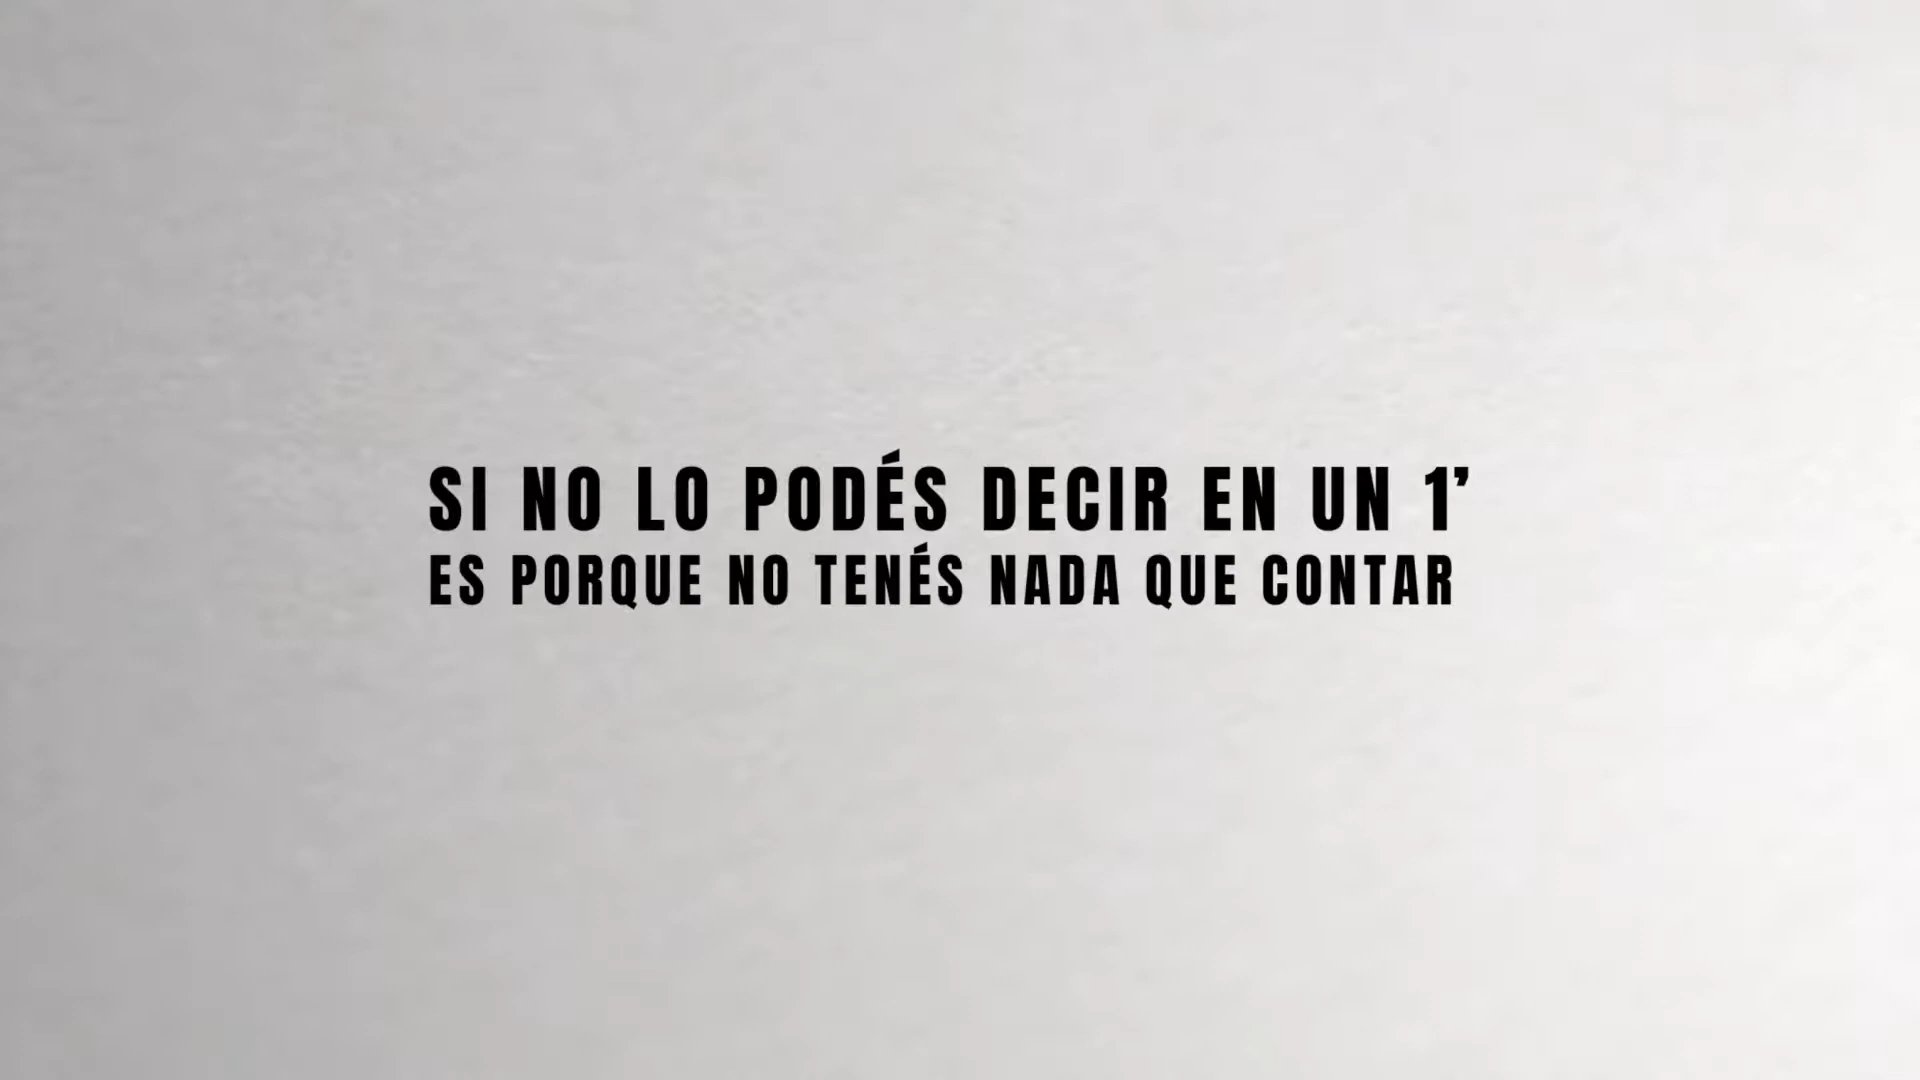 SI NO LO PODÉS DECIR EN UN 1’
ES PORQUE NO TENÉS NADA QUE CONTAR